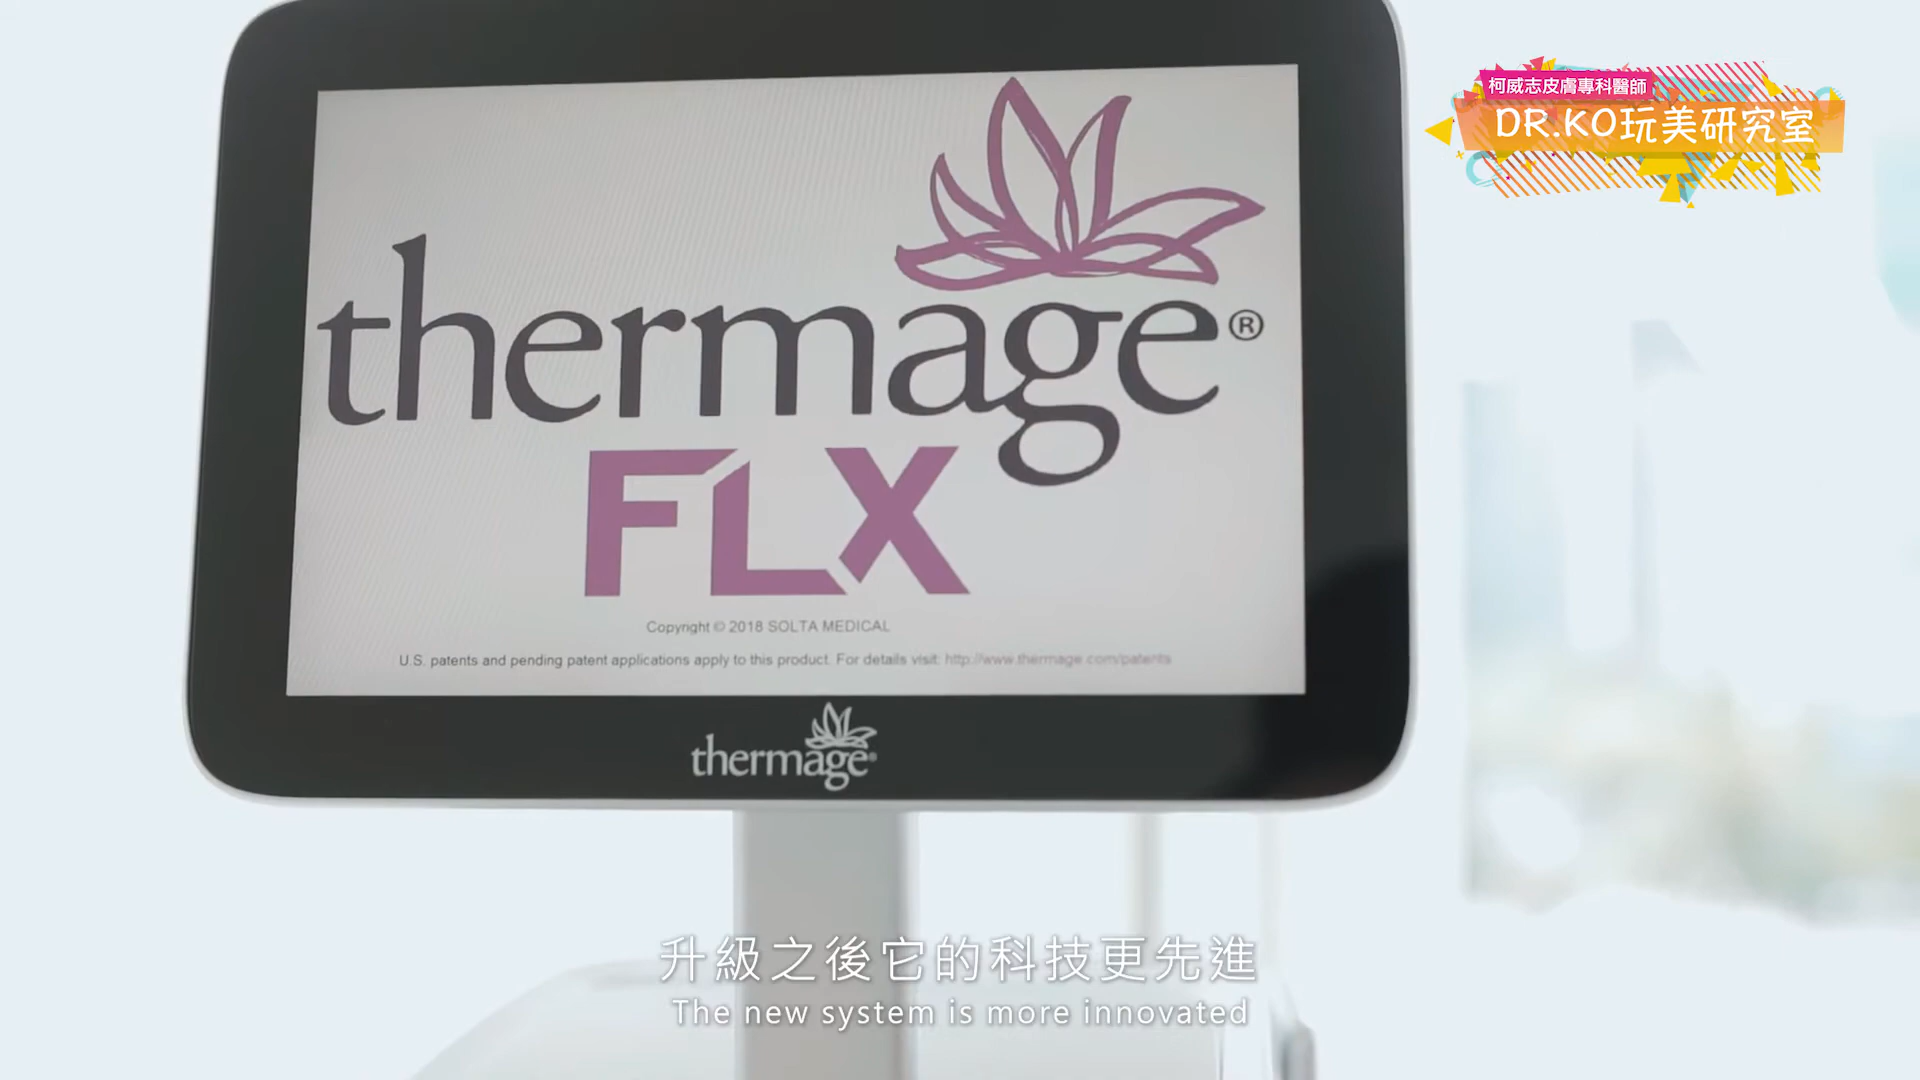 柯威志皮膚專科醫師
DR.KO玩美研究室
thermage®
FLX
Copyright © 2018 SOLTA MEDICAL
U.S. patents and pending patent applications apply to this product. For details visit: http://www.thermage.com/patents
thermage®
升級之後它的科技更先進
The new system is more innovated